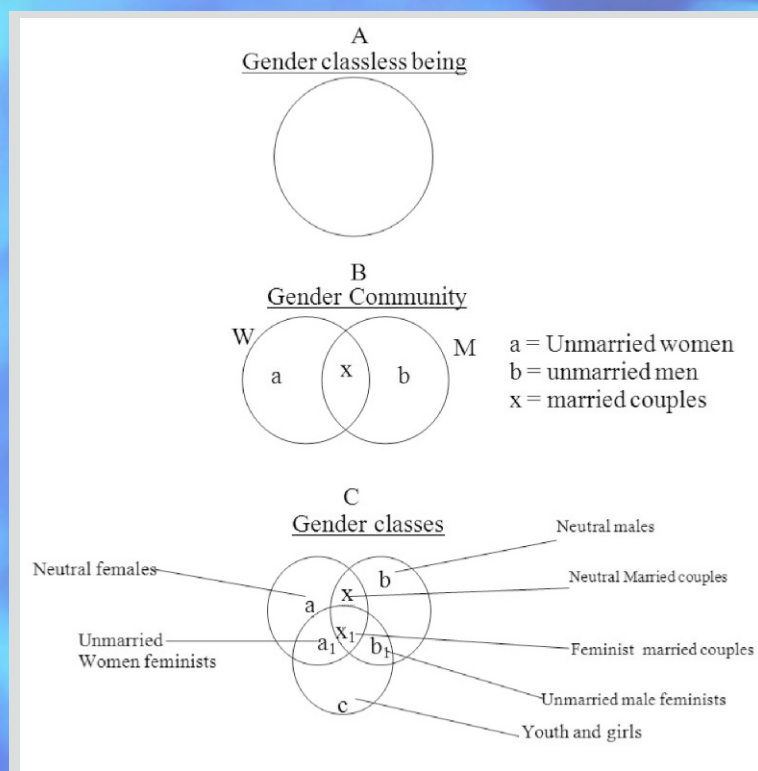 A
Gender classless being
B
Gender Community
W
M
a
x
b
a = Unmarried women
b = unmarried men
x = married couples
C
Gender classes
Neutral males
Neutral females
b
Neutral Married couples
x
a
Unmarried
Women feminists
x₁
a₁
b₁
Feminist married couples
Unmarried male feminists
c
Youth and girls